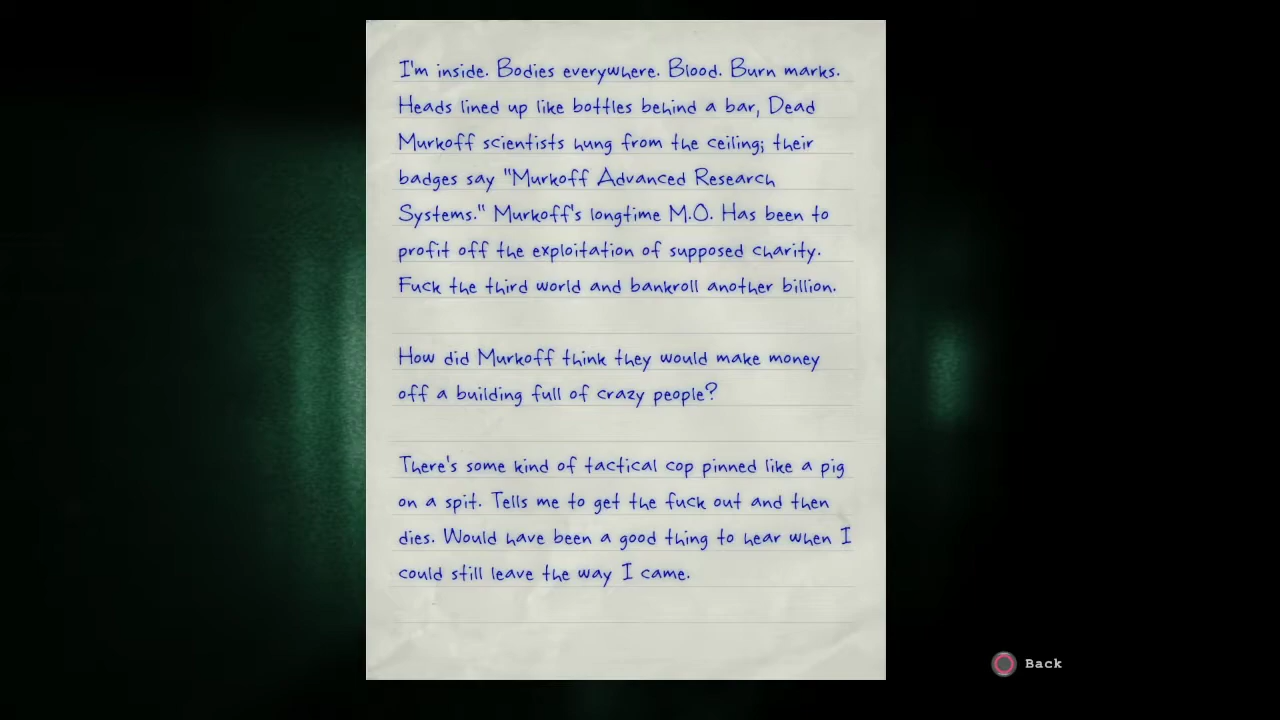 I'm inside. Bodies everywhere. Blood. Burn marks.
Heads lined up like bottles behind a bar, Dead
Murkoff scientists hung from the ceiling; their
badges say "Murkoff Advanced Research
Systems." Murkoff's longtime M.O. Has been to
profit off the exploitation of supposed charity.
Fuck the third world and bankroll another billion.
How did Murkoff think they would make money
off a building full of crazy people?
There's some kind of tactical cop pinned like a pig
on a spit. Tells me to get the fuck out and then
dies. Would have been a good thing to hear when I
could still leave the way I came.
Back